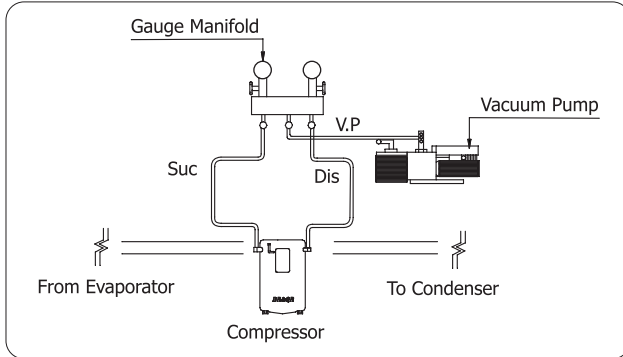 Gauge Manifold
V.P
Vacuum Pump
Suc
Dis
From Evaporator
To Condenser
Compressor